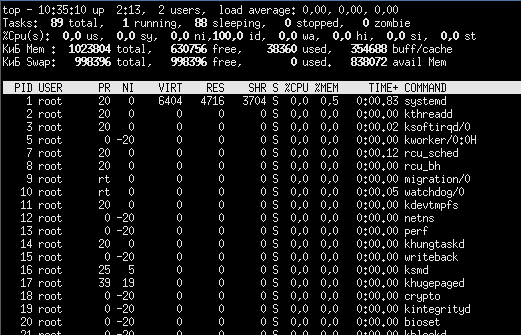 top - 10:35:10 up  2:13,  2 users,  load average: 0,00, 0,00, 0,00
Tasks:  89 total,   1 running,  88 sleeping,   0 stopped,   0 zombie
%Cpu(s):  0,0 us,  0,0 sy,  0,0 ni,100,0 id,  0,0 wa,  0,0 hi,  0,0 si,  0,0 st
КиБ Mem :  1023804 total,   630756 free,    38360 used,   354688 buff/cache
КиБ Swap:   998396 total,   998396 free,        0 used.   838072 avail Mem
PID USER      PR  NI    VIRT    RES    SHR S %CPU %MEM     TIME+ COMMAND
1 root      20   0    6404   4716   3704 S  0,0  0,5   0:00.83 systemd
2 root      20   0       0      0      0 S  0,0  0,0   0:00.00 kthreadd
3 root      20   0       0      0      0 S  0,0  0,0   0:00.02 ksoftirqd/0
5 root       0 -20       0      0      0 S  0,0  0,0   0:00.00 kworker/0:0H
7 root      20   0       0      0      0 S  0,0  0,0   0:00.12 rcu_sched
8 root      20   0       0      0      0 S  0,0  0,0   0:00.00 rcu_bh
9 root      rt   0       0      0      0 S  0,0  0,0   0:00.00 migration/0
10 root      rt   0       0      0      0 S  0,0  0,0   0:00.05 watchdog/0
11 root      20   0       0      0      0 S  0,0  0,0   0:00.00 kdevtmpfs
12 root       0 -20       0      0      0 S  0,0  0,0   0:00.00 netns
13 root       0 -20       0      0      0 S  0,0  0,0   0:00.00 perf
14 root      20   0       0      0      0 S  0,0  0,0   0:00.00 khungtaskd
15 root       0 -20       0      0      0 S  0,0  0,0   0:00.00 writeback
16 root      25   5       0      0      0 S  0,0  0,0   0:00.00 ksmd
17 root      39  19       0      0      0 S  0,0  0,0   0:00.00 khugepaged
18 root       0 -20       0      0      0 S  0,0  0,0   0:00.00 crypto
19 root       0 -20       0      0      0 S  0,0  0,0   0:00.00 kintegrityd
20 root       0 -20       0      0      0 S  0,0  0,0   0:00.00 bioset